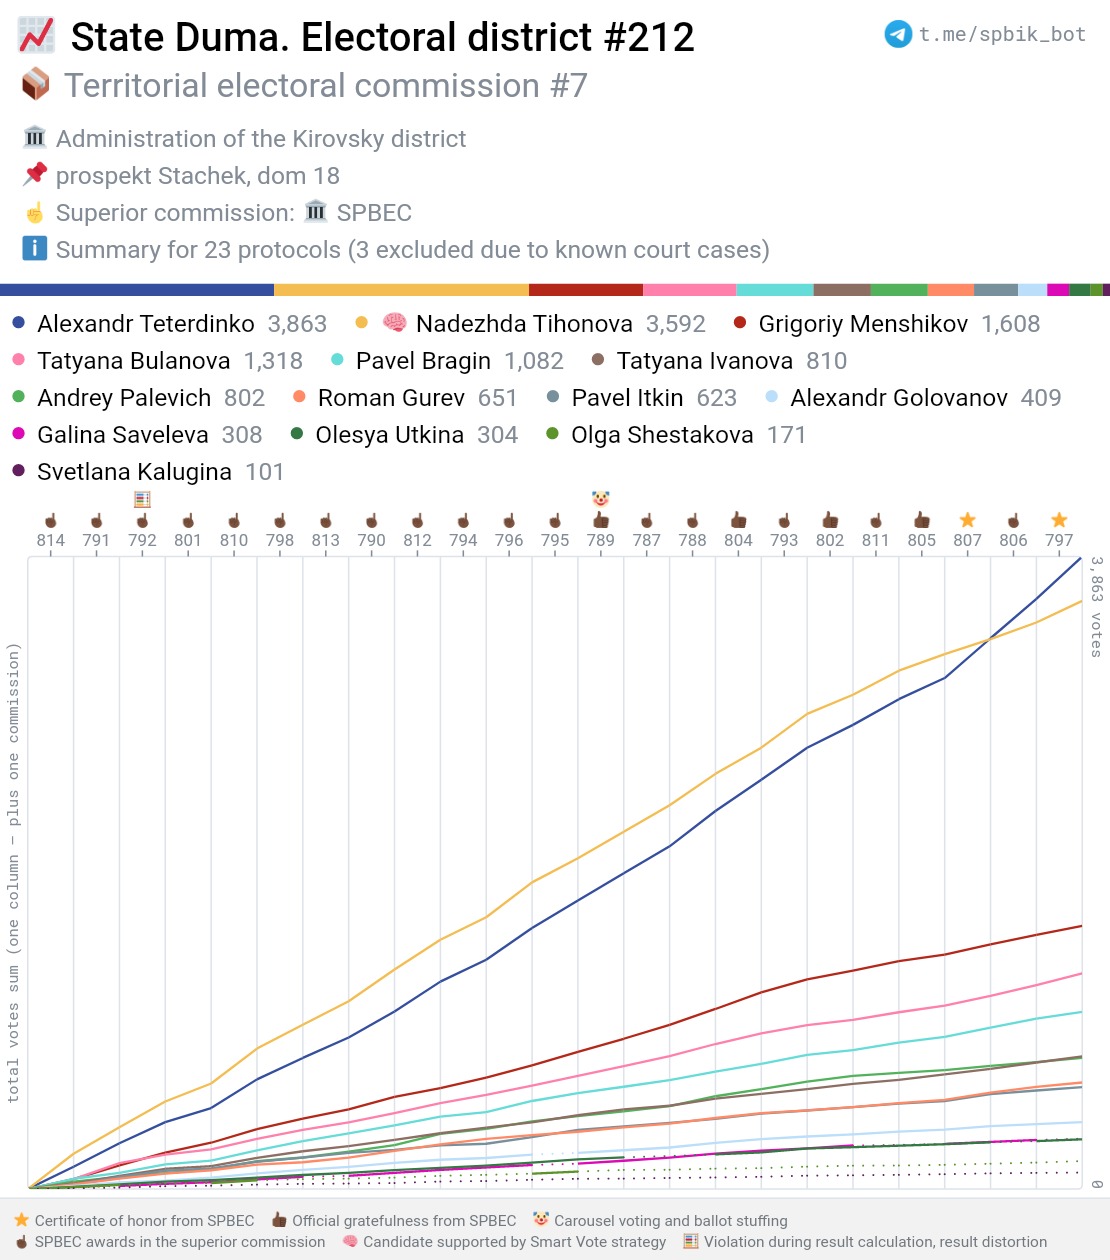 State Duma. Electoral district #212
t.me/spbik_bot
Territorial electoral commission #7
Administration of the Kirovsky district
prospekt Stachek, dom 18
Superior commission: SPBEC
Summary for 23 protocols (3 excluded due to known court cases)
Alexandr Teterdinko 3,863 Nadezhda Tihonova 3,592 Grigoriy Menshikov 1,608
Tatyana Bulanova 1,318 Pavel Bragin 1,082 Tatyana Ivanova 810
Andrey Palevich 802 Roman Gurev 651 Pavel Itkin 623 Alexandr Golovanov 409
Galina Saveleva 308 Olesya Utkina 304 Olga Shestakova 171
Svetlana Kalugina 101
814 791 792 801 810 798 813 790 812 794 796 795 789 787 788 804 793 802 811 805 807 806 797
3,863 votes
total votes sum (one column – plus one commission)
0
Certificate of honor from SPBEC Official gratefulness from SPBEC Carousel voting and ballot stuffing
SPBEC awards in the superior commission Candidate supported by Smart Vote strategy Violation during result calculation, result distortion